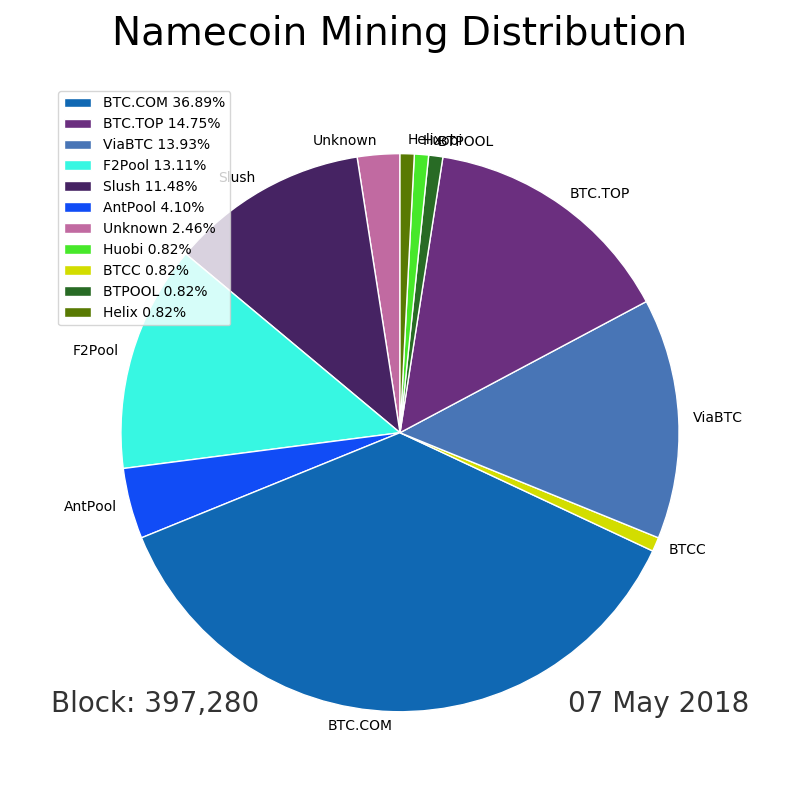 Namecoin Mining Distribution
BTC.COM 36.89%
BTC.TOP 14.75%
ViaBTC 13.93%
F2Pool 13.11%
Slush 11.48%
AntPool 4.10%
Unknown 2.46%
Huobi 0.82%
BTCC 0.82%
BTPOOL 0.82%
Helix 0.82%
Unknown
Helix
Huobi
BTPOOL
Slush
BTC.TOP
F2Pool
ViaBTC
AntPool
BTCC
BTC.COM
Block: 397,280
07 May 2018